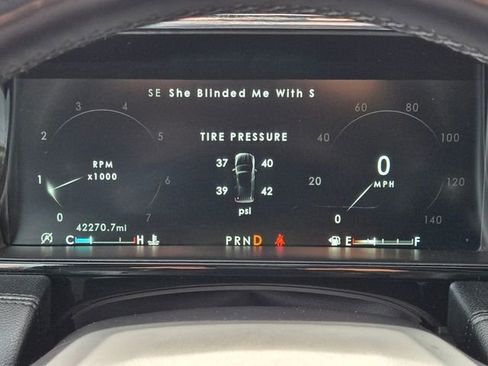 SE She Blinded Me With S
3 4
2 5
1 6
0 7
RPM
x1000
42270.7mi
TIRE PRESSURE
37 40
39 42
psi
60 80
40 100
20 120
0 140
0
MPH
C H
PRND
E F